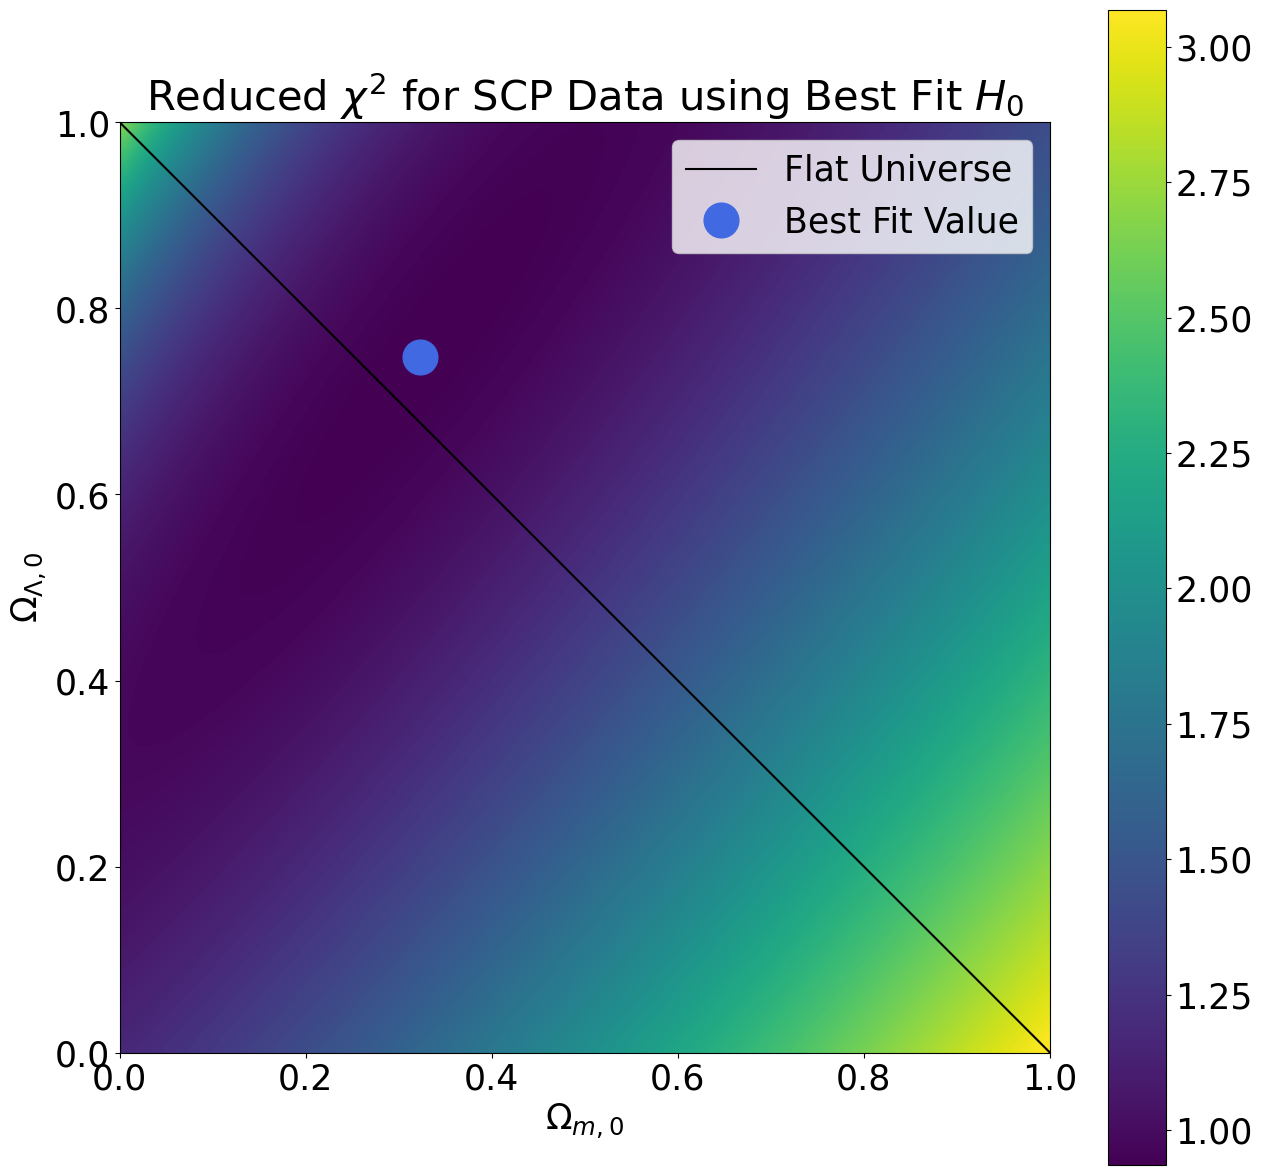 Reduced χ² for SCP Data using Best Fit H₀
Flat Universe
Best Fit Value
1.0
0.8
0.6
0.4
0.2
0.0
Ω_Λ,0
0.0 0.2 0.4 0.6 0.8 1.0
Ω_m,0
3.00
2.75
2.50
2.25
2.00
1.75
1.50
1.25
1.00